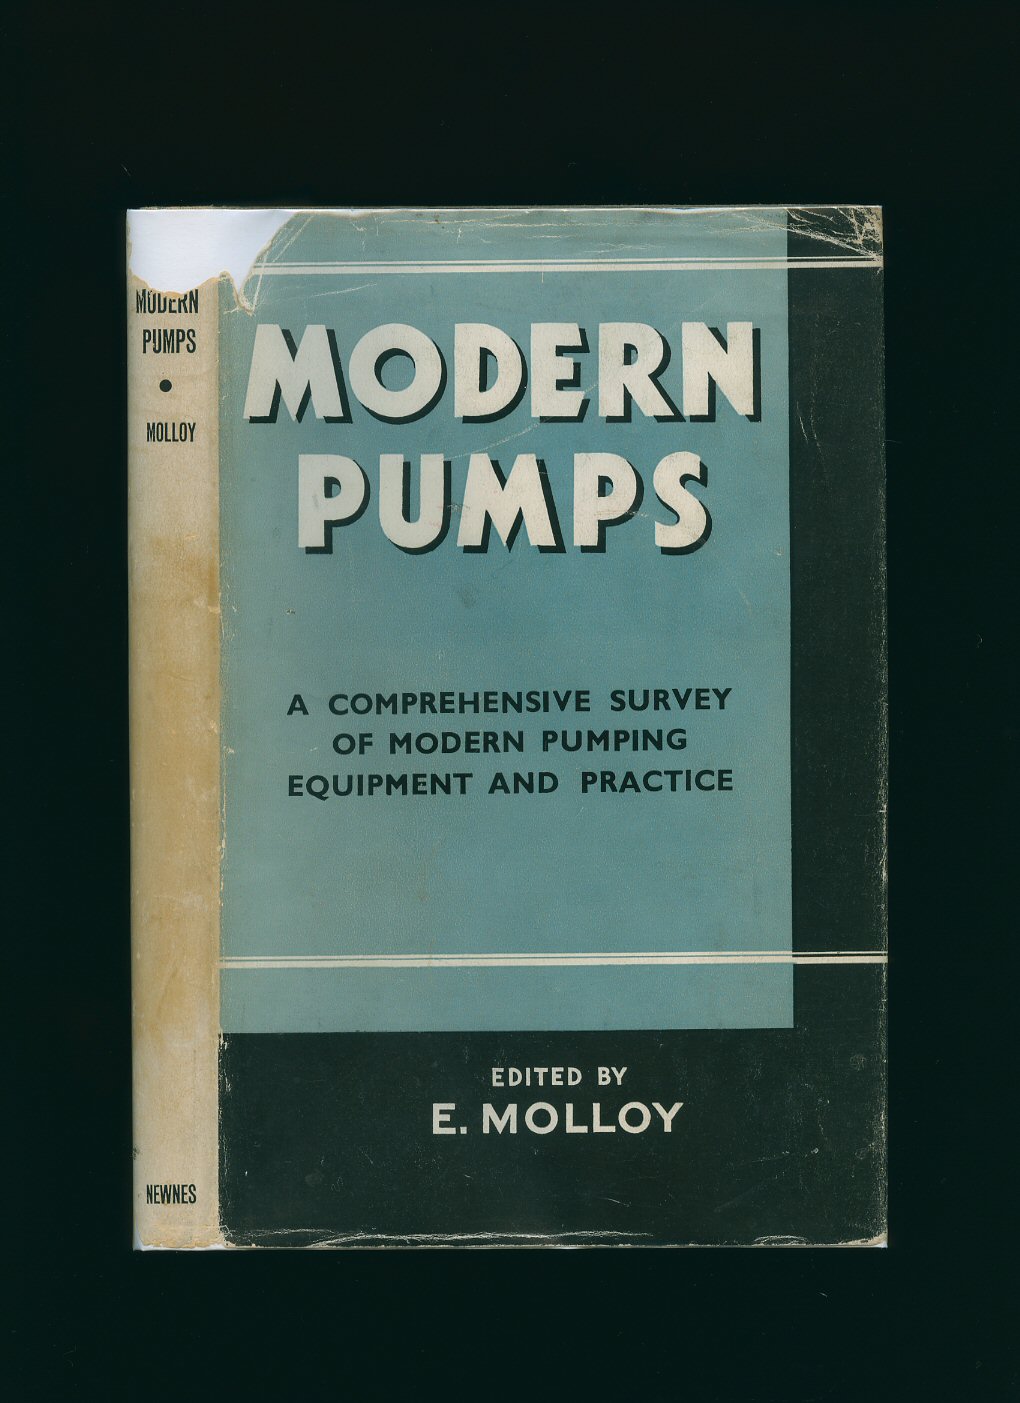 MODERN
PUMPS
MOLLOY
NEWNES
MODERN
PUMPS
A COMPREHENSIVE SURVEY
OF MODERN PUMPING
EQUIPMENT AND PRACTICE
EDITED BY
E. MOLLOY